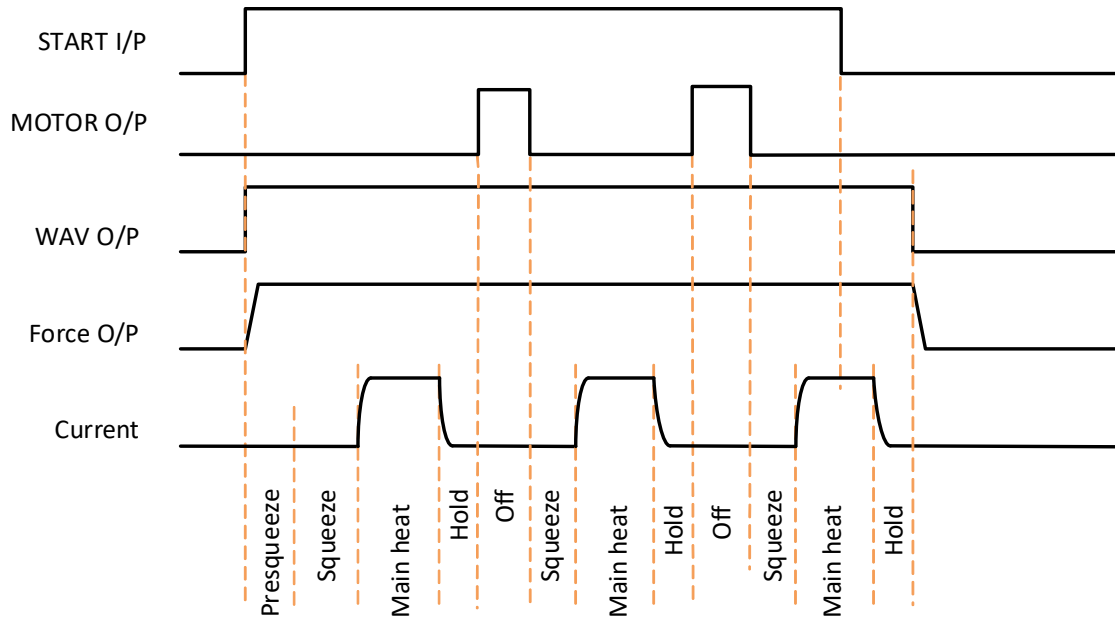 START I/P
MOTOR O/P
WAV O/P
Force O/P
Current
Presqueeze
Squeeze
Main heat
Hold
Off
Squeeze
Main heat
Hold
Off
Squeeze
Main heat
Hold